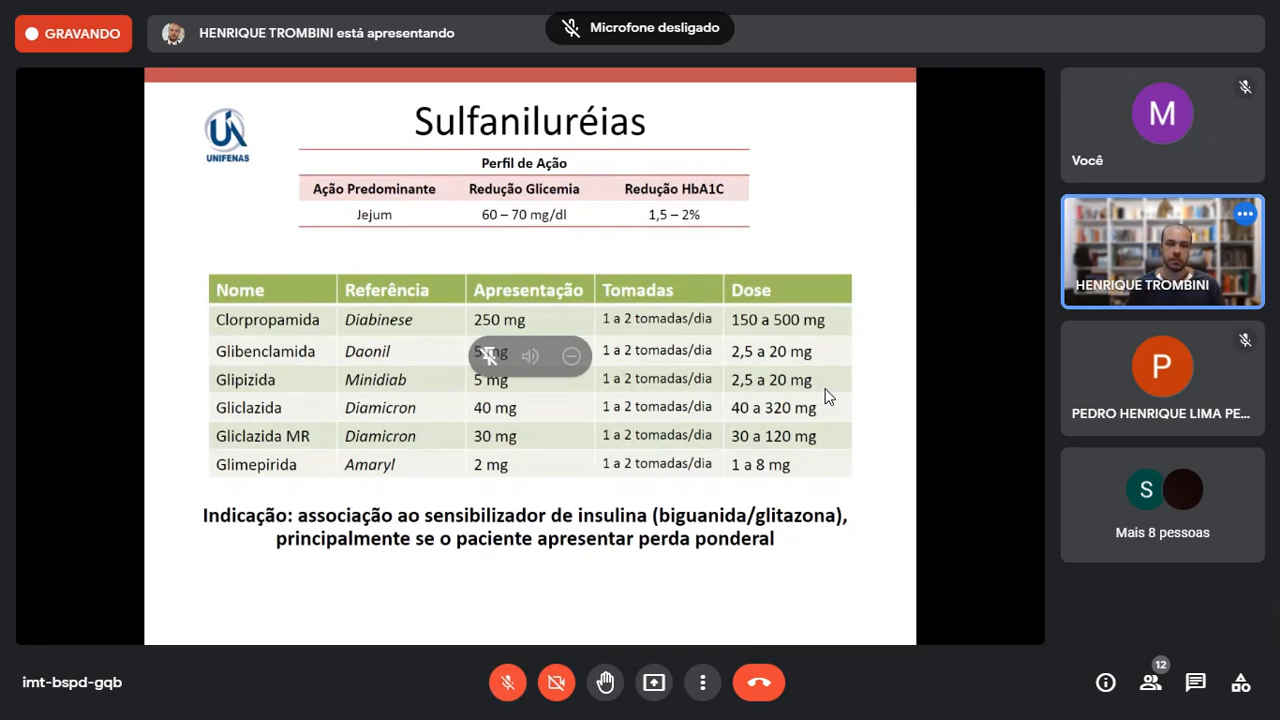 GRAVANDO
HENRIQUE TROMBINI está apresentando
Microfone desligado
UNIFENAS
Sulfaniluréias
Perfil de Ação
Ação Predominante Redução Glicemia Redução HbA1C
Jejum 60 – 70 mg/dl 1,5 – 2%
Nome Referência Apresentação Tomadas Dose
Clorpropamida Diabinese 250 mg 1 a 2 tomadas/dia 150 a 500 mg
Glibenclamida Daonil 5 mg 1 a 2 tomadas/dia 2,5 a 20 mg
Glipizida Minidiab 5 mg 1 a 2 tomadas/dia 2,5 a 20 mg
Gliclazida Diamicron 40 mg 1 a 2 tomadas/dia 40 a 320 mg
Gliclazida MR Diamicron 30 mg 1 a 2 tomadas/dia 30 a 120 mg
Glimepirida Amaryl 2 mg 1 a 2 tomadas/dia 1 a 8 mg
Indicação: associação ao sensibilizador de insulina (biguanida/glitazona),
principalmente se o paciente apresentar perda ponderal
M
Você
HENRIQUE TROMBINI
P
PEDRO HENRIQUE LIMA PE...
S
Mais 8 pessoas
imt-bspd-gqb
12